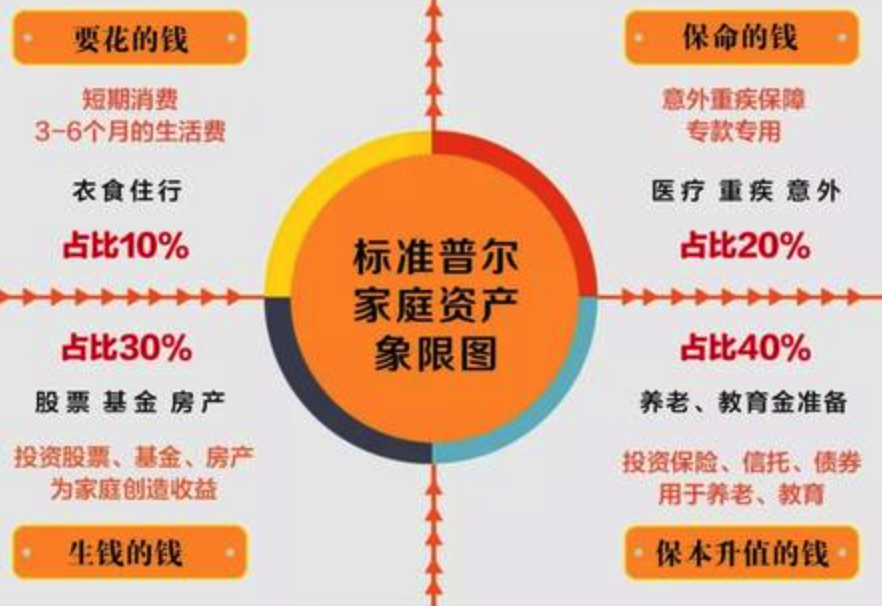 要花的钱
短期消费
3-6个月的生活费
衣食住行
占比10%
保命的钱
意外重疾保障
专款专用
医疗 重疾 意外
占比20%
标准普尔
家庭资产
象限图
占比30%
股票 基金 房产
投资股票、基金、房产
为家庭创造收益
生钱的钱
占比40%
养老、教育金准备
投资保险、信托、债券
用于养老、教育
保本升值的钱